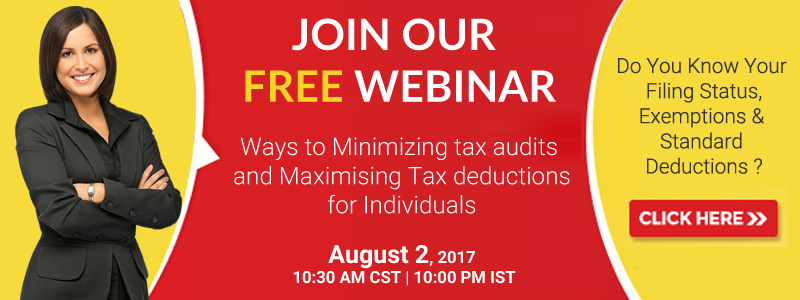 JOIN OUR
FREE WEBINAR
Ways to Minimizing tax audits
and Maximising Tax deductions
for Individuals
August 2, 2017
10:30 AM CST | 10:00 PM IST
Do You Know Your
Filing Status,
Exemptions &
Standard
Deductions ?
CLICK HERE >>